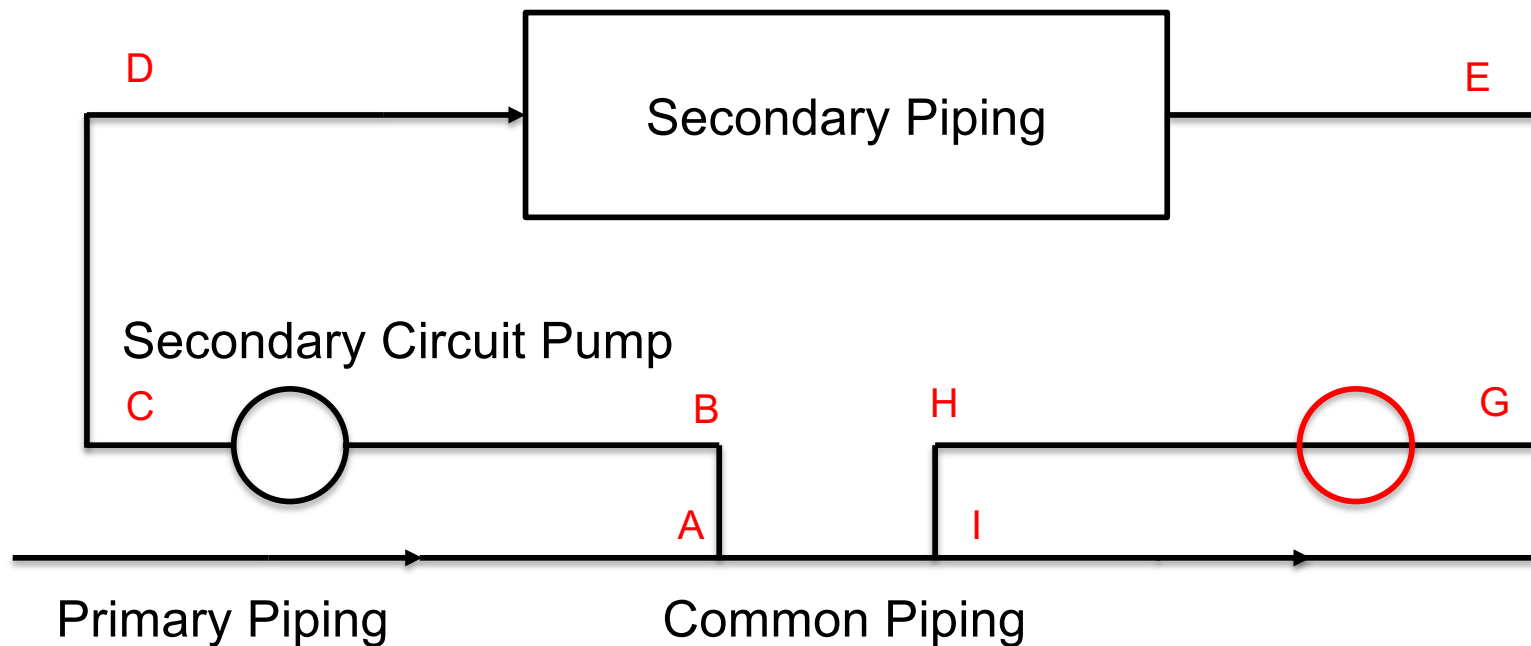 D
E
Secondary Piping
Secondary Circuit Pump
C
B
H
G
A
I
Primary Piping
Common Piping